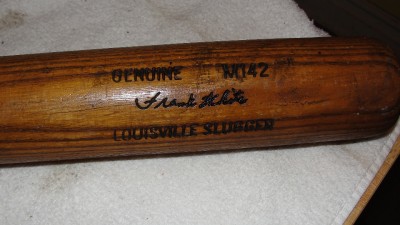 GENUINE M142
Frank White
LOUISVILLE SLUGGER